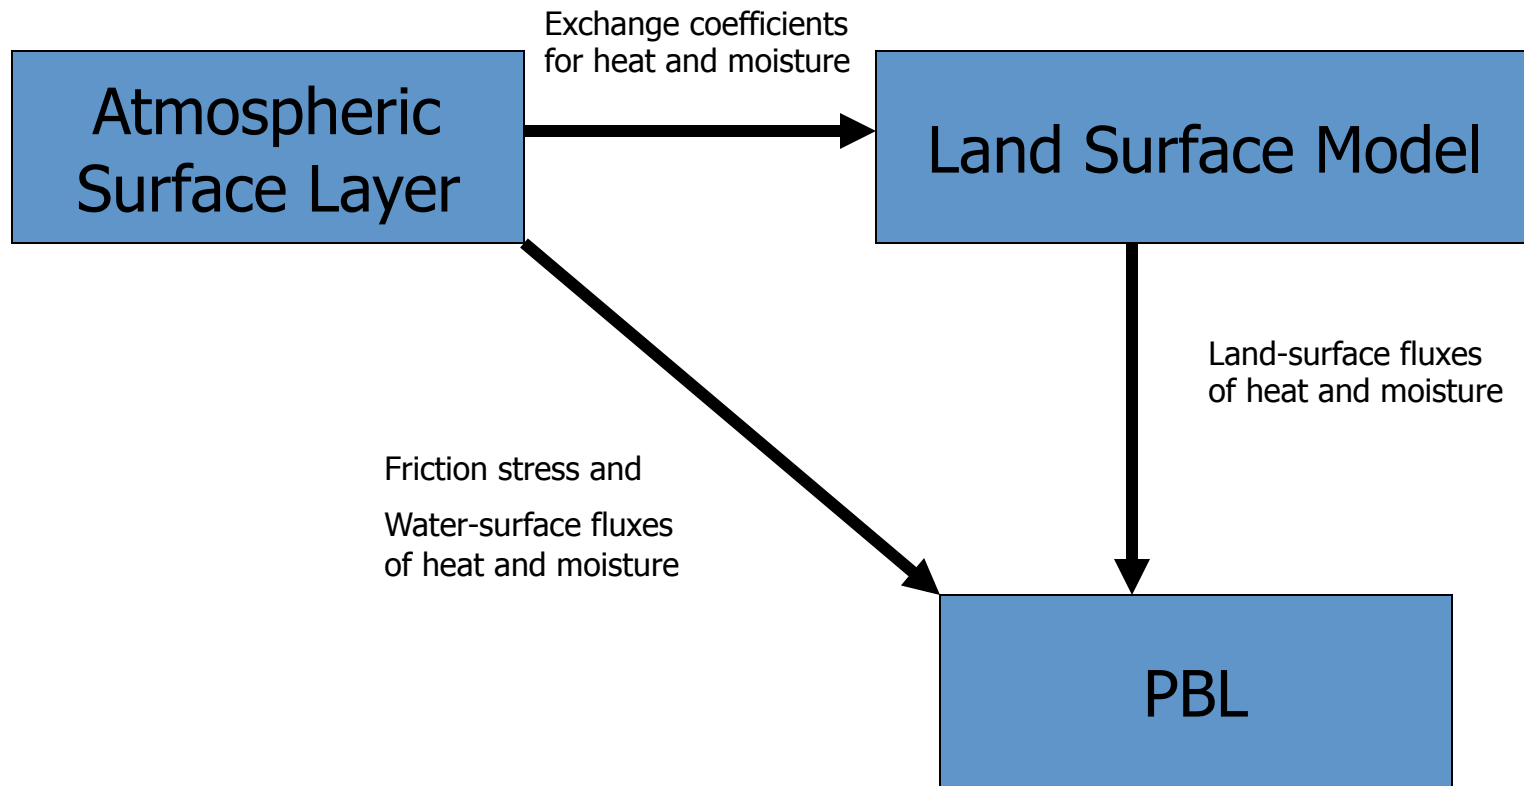 Exchange coefficients
for heat and moisture
Atmospheric
Surface Layer
Land Surface Model
Land-surface fluxes
of heat and moisture
Friction stress and
Water-surface fluxes
of heat and moisture
PBL